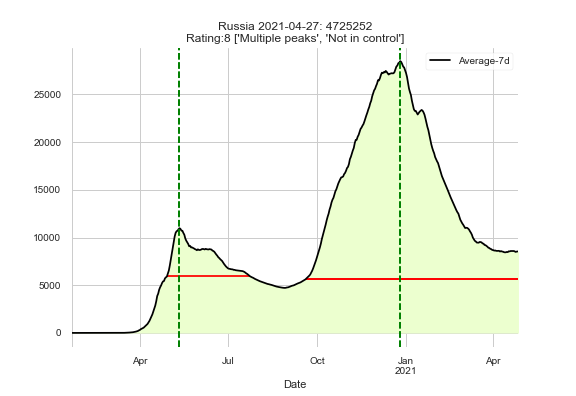 Russia 2021-04-27: 4725252
Rating:8 ['Multiple peaks', 'Not in control']
Average-7d
25000
20000
15000
10000
5000
0
Apr
Jul
Oct
Jan
2021
Apr
Date